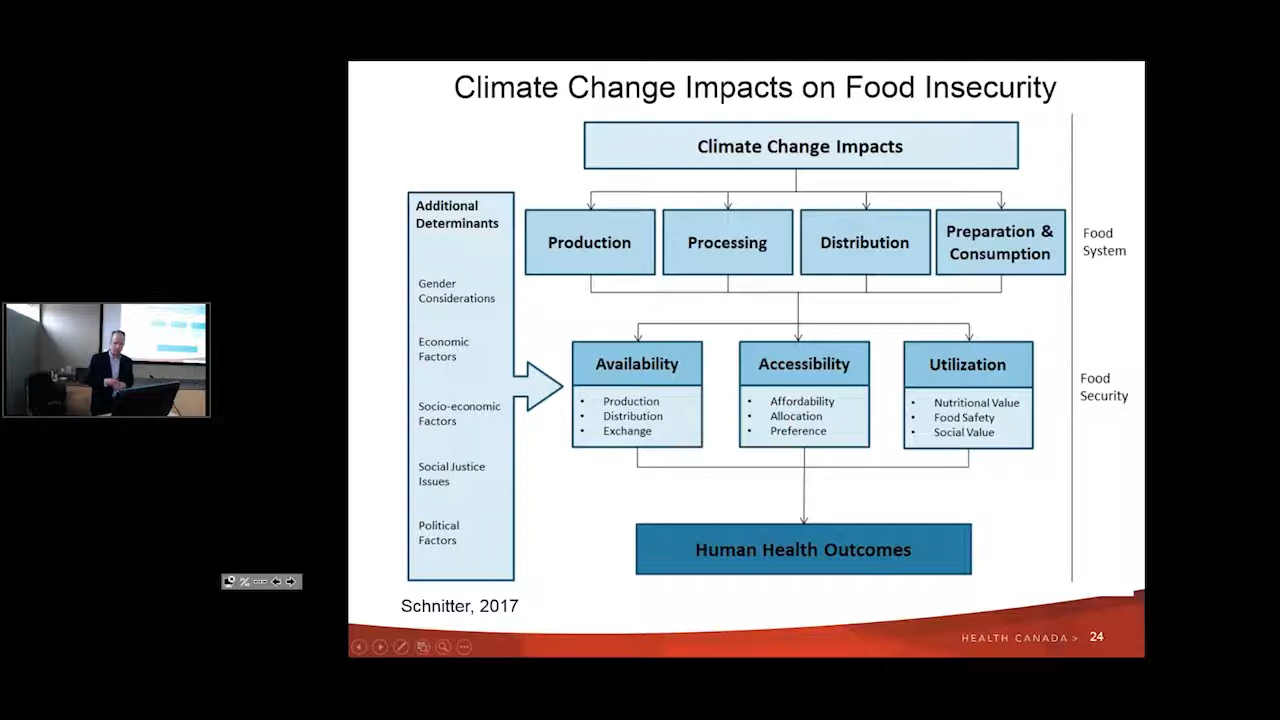 Climate Change Impacts on Food Insecurity
Climate Change Impacts
Additional
Determinants
Gender
Considerations
Economic
Factors
Socio-economic
Factors
Social Justice
Issues
Political
Factors
Production
Processing
Distribution
Preparation &
Consumption
Food
System
Availability
• Production
• Distribution
• Exchange
Accessibility
• Affordability
• Allocation
• Preference
Utilization
• Nutritional Value
• Food Safety
• Social Value
Food
Security
Human Health Outcomes
Schnitter, 2017
HEALTH CANADA > 24